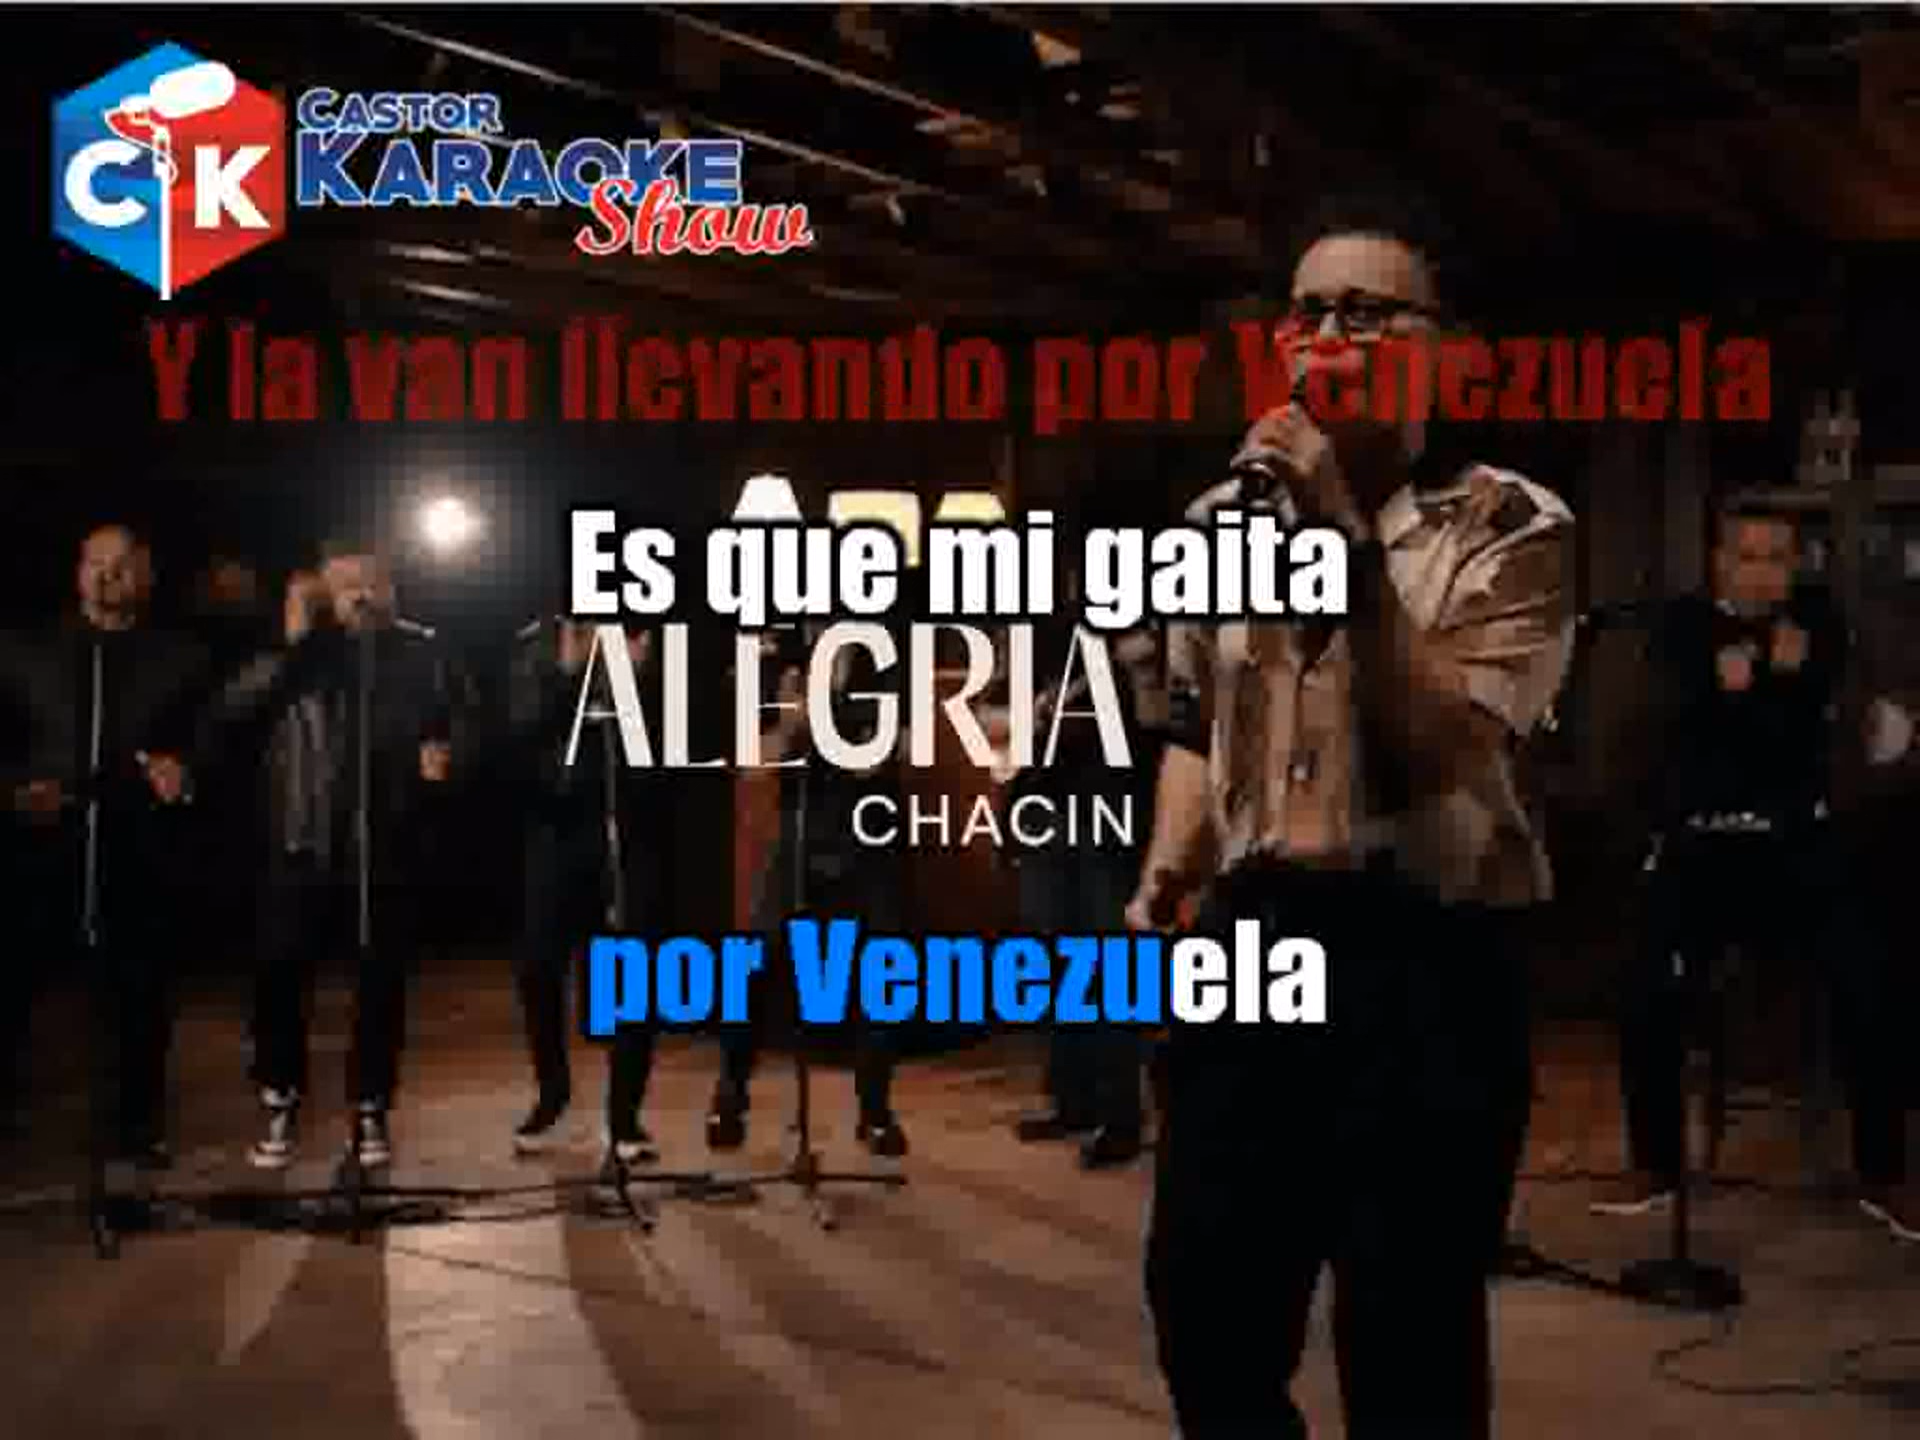 CK
CASTOR
KARAOKE
Show
Y la van llevando por Venezuela
Es que mi gaita
ALEGRIA
CHACIN
por Venezuela